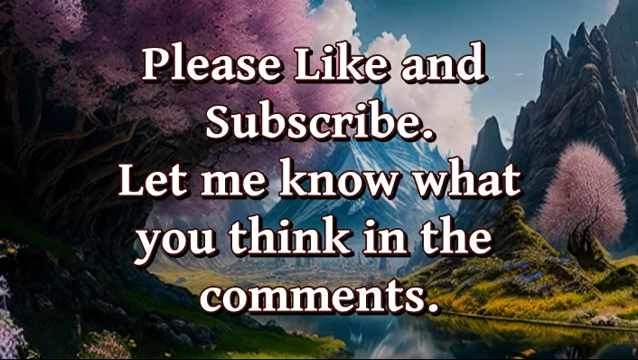 Please Like and
Subscribe.
Let me know what
you think in the
comments.